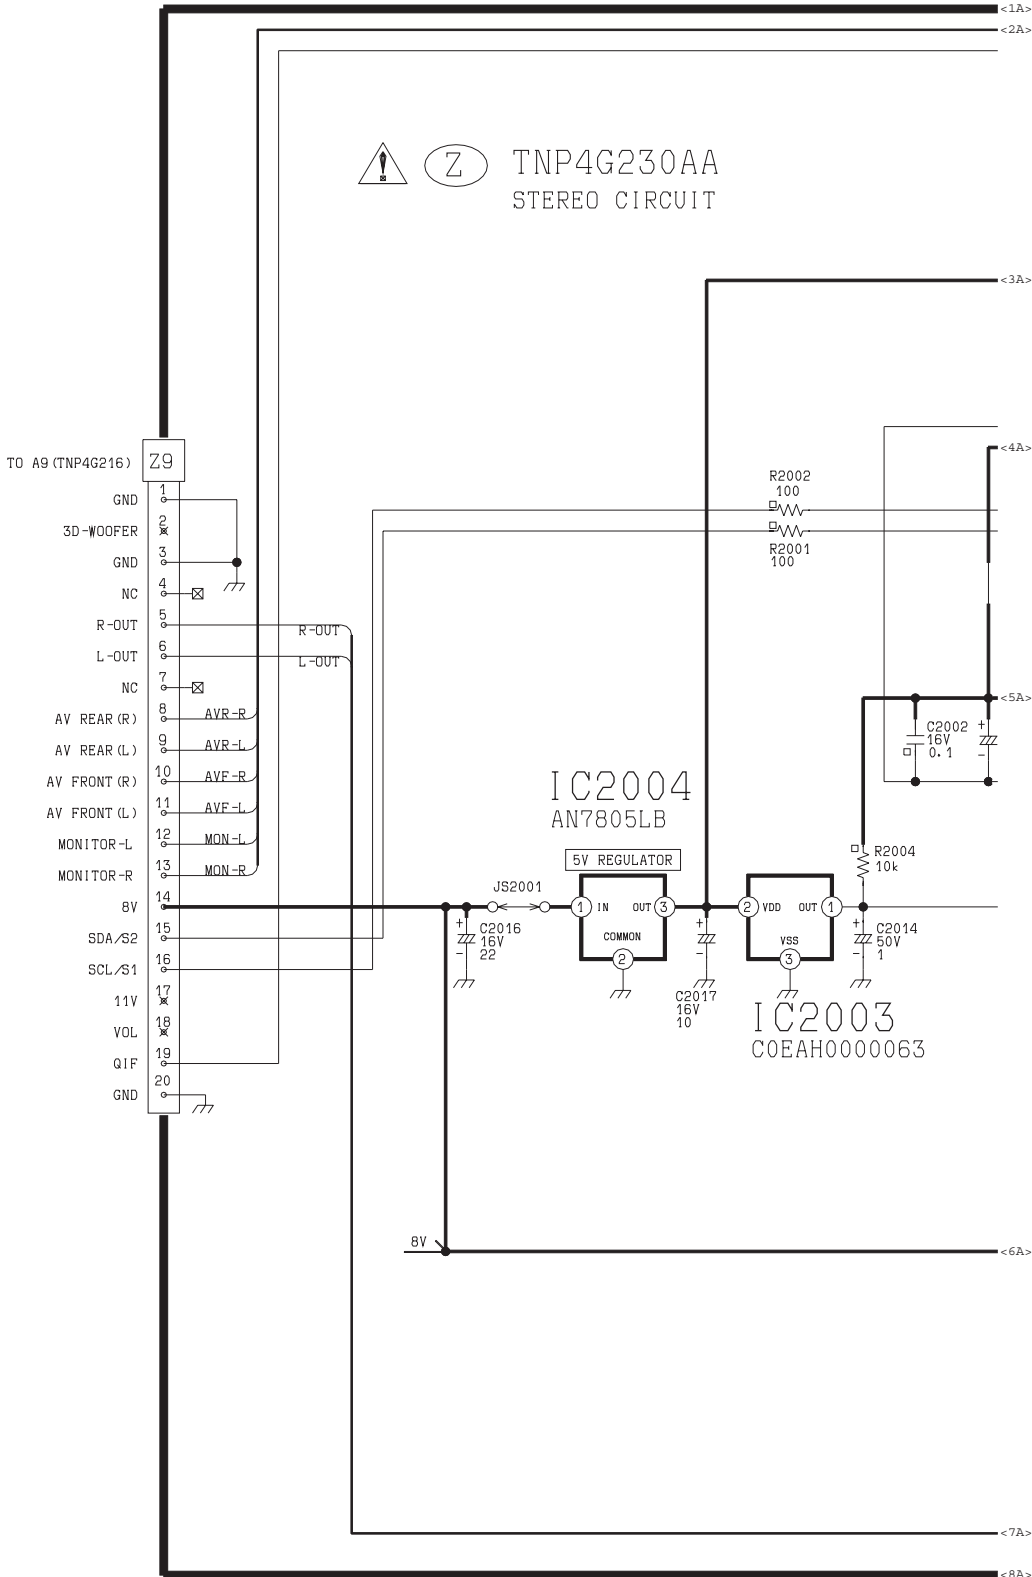 <1A>
<2A>
Z TNP4G230AA
STEREO CIRCUIT
<3A>
<4A>
TO A9(TNP4G216) Z9
R2002
100
R2001
100
GND 1
3D-WOOFER 2
GND 3
NC 4
R-OUT 5 R-OUT
L-OUT 6 L-OUT
NC 7
AV REAR(R) 8 AVR-R
AV REAR(L) 9 AVR-L
AV FRONT(R) 10 AVF-R
AV FRONT(L) 11 AVF-L
MONITOR-L 12 MON-L
MONITOR-R 13 MON-R
8V 14
SDA/S2 15
SCL/S1 16
11V 17
VOL 18
QIF 19
GND 20
<5A>
C2002
16V
0.1
+
-
IC2004
AN7805LB
5V REGULATOR
R2004
10k
JS2001
1 IN OUT 3
COMMON
2
2 VDD OUT 1
VSS
3
+
-
C2016
16V
22
+
-
C2017
16V
10
+
-
C2014
50V
1
IC2003
C0EAH0000063
8V
<6A>
<7A>
<8A>